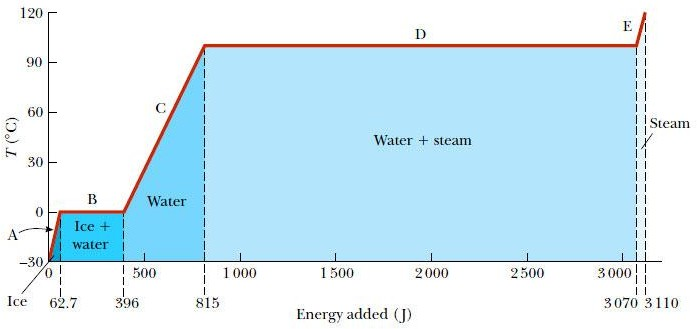 120
E
D
90
C
60
T (°C)
Steam
Water + steam
30
B
Water
0
A
Ice +
water
–30
0
500
1 000
1 500
2 000
2 500
3 000
Ice
62.7
396
815
3 070
3 110
Energy added (J)